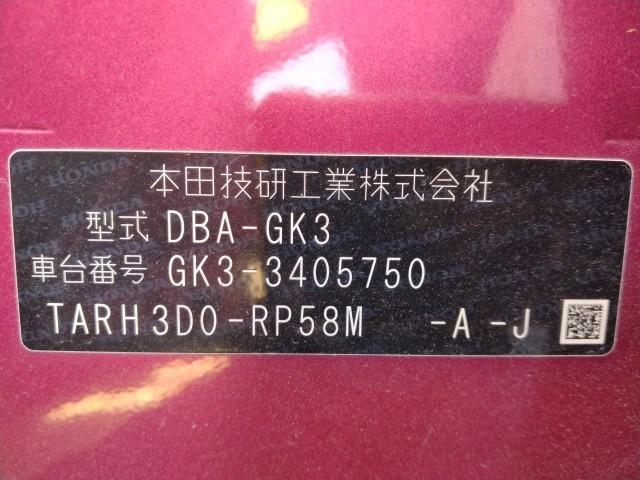 本田技研工業株式会社
型式 DBA-GK3
車台番号 GK3-3405750
TARH3D0-RP58M -A -J